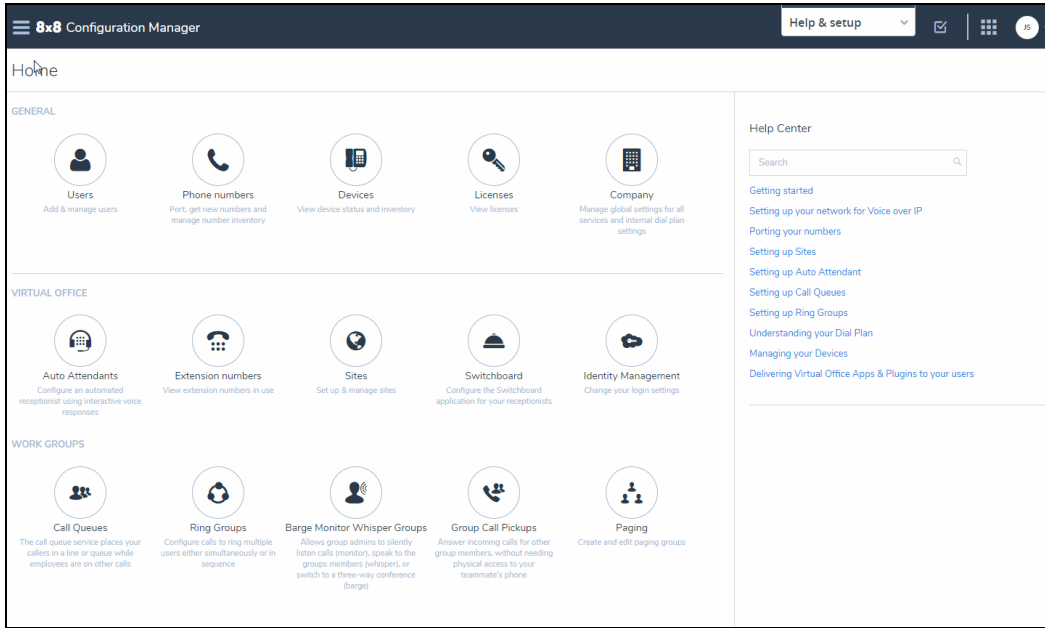 8x8 Configuration Manager
Help & setup
JS
Home
GENERAL
Users
Add & manage users
Phone numbers
Port, get new numbers and
manage number inventory
Devices
View device status and inventory
Licenses
View licenses
Company
Manage global settings for all
services and internal dial plan
settings
VIRTUAL OFFICE
Auto Attendants
Configure an automated
receptionist using interactive voice
responses
Extension numbers
View extension numbers in use
Sites
Set up & manage sites
Switchboard
Configure the Switchboard
application for your receptionists
Identity Management
Change your login settings
WORK GROUPS
Call Queues
The call queue service places your
callers in a line or queue while
employees are on other calls
Ring Groups
Configure calls to ring multiple
users either simultaneously or in
sequence
Barge Monitor Whisper Groups
Allows group admins to silently
listen calls (monitor), speak to the
groups members (whisper), or
switch to a three-way conference
(barge)
Group Call Pickups
Answer incoming calls for other
group members, without needing
physical access to your
teammate's phone
Paging
Create and edit paging groups
Help Center
Search
Getting started
Setting up your network for Voice over IP
Porting your numbers
Setting up Sites
Setting up Auto Attendant
Setting up Call Queues
Setting up Ring Groups
Understanding your Dial Plan
Managing your Devices
Delivering Virtual Office Apps & Plugins to your users